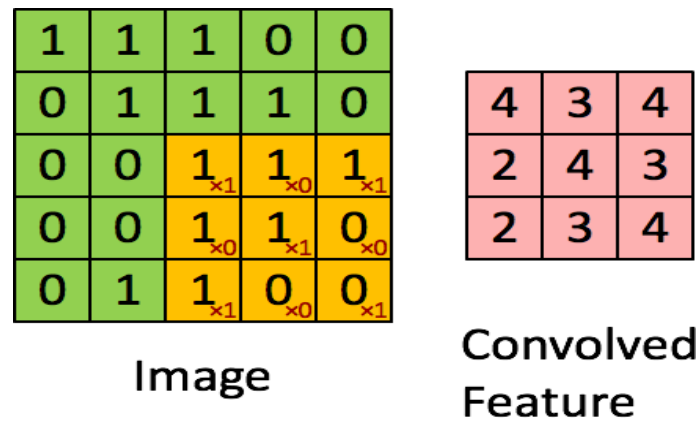 1 1 1 0 0
0 1 1 1 0
0 0 1×1 1×0 1×1
0 0 1×0 1×1 0×0
0 1 1×1 0×0 0×1
Image
4 3 4
2 4 3
2 3 4
Convolved
Feature